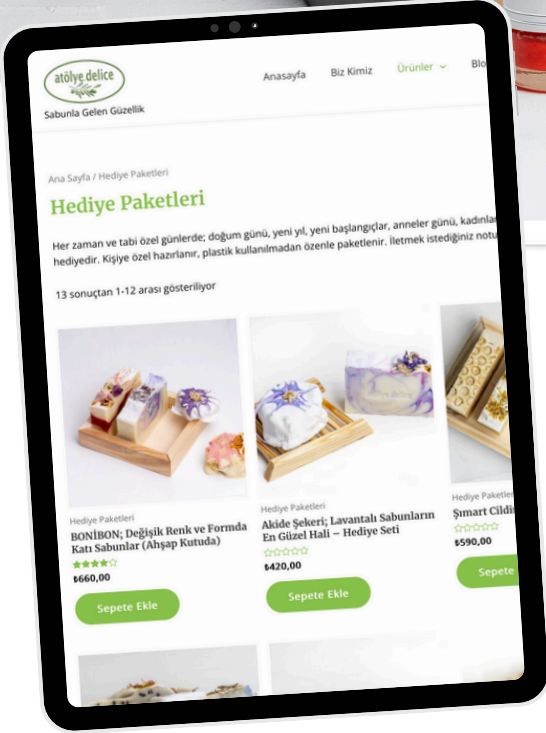 atölye delice
Sabunla Gelen Güzellik
Anasayfa Biz Kimiz Ürünler
Ana Sayfa / Hediye Paketleri
Hediye Paketleri
Her zaman ve tabi özel günlerde; doğum günü, yeni yıl, yeni başlangıçlar, anneler günü,
hediyedir. Kişiye özel hazırlanır, plastik kullanılmadan özenle paketlenir. İletmek istediğiniz
13 sonuçtan 1-12 arası gösteriliyor
Hediye Paketleri
BONİBON; Değişik Renk ve Formda
Katı Sabunlar (Ahşap Kutuda)
₺660,00
Sepete Ekle
Hediye Paketleri
Akide Şekeri; Lavantalı Sabunların
En Güzel Hali – Hediye Seti
₺420,00
Sepete Ekle
Hediye
Şımart
₺590,00
Sepete